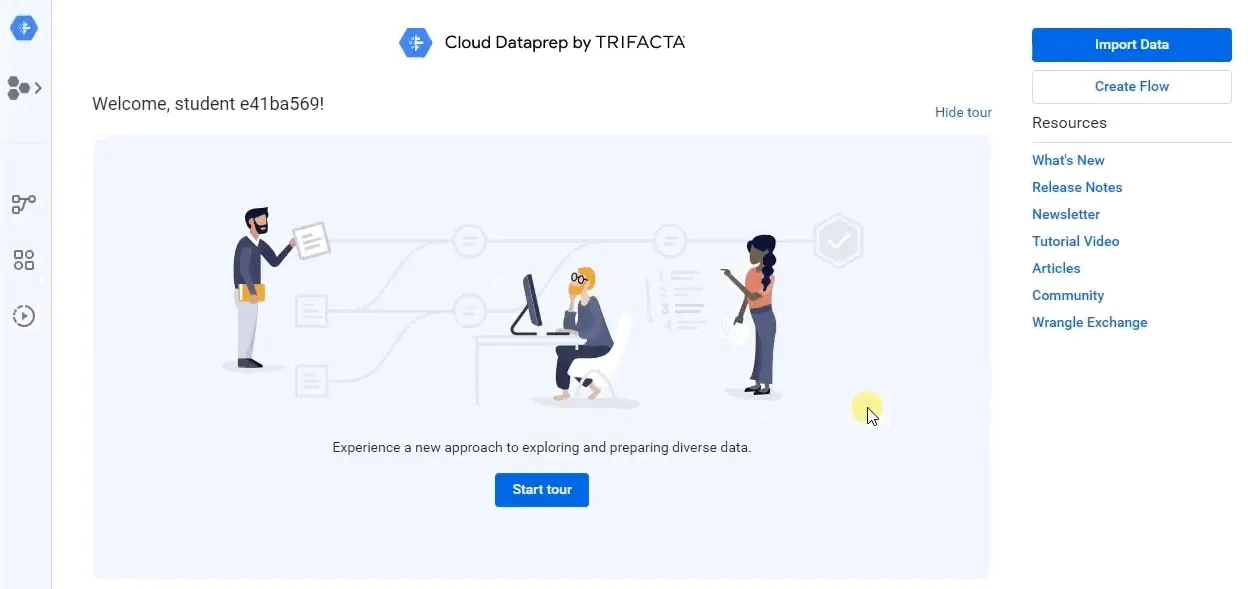 Cloud Dataprep by TRIFACTA
Import Data
Create Flow
Welcome, student e41ba569!
Hide tour
Resources
What's New
Release Notes
Newsletter
Tutorial Video
Articles
Community
Wrangle Exchange
1
2
3
4
Experience a new approach to exploring and preparing diverse data.
Start tour